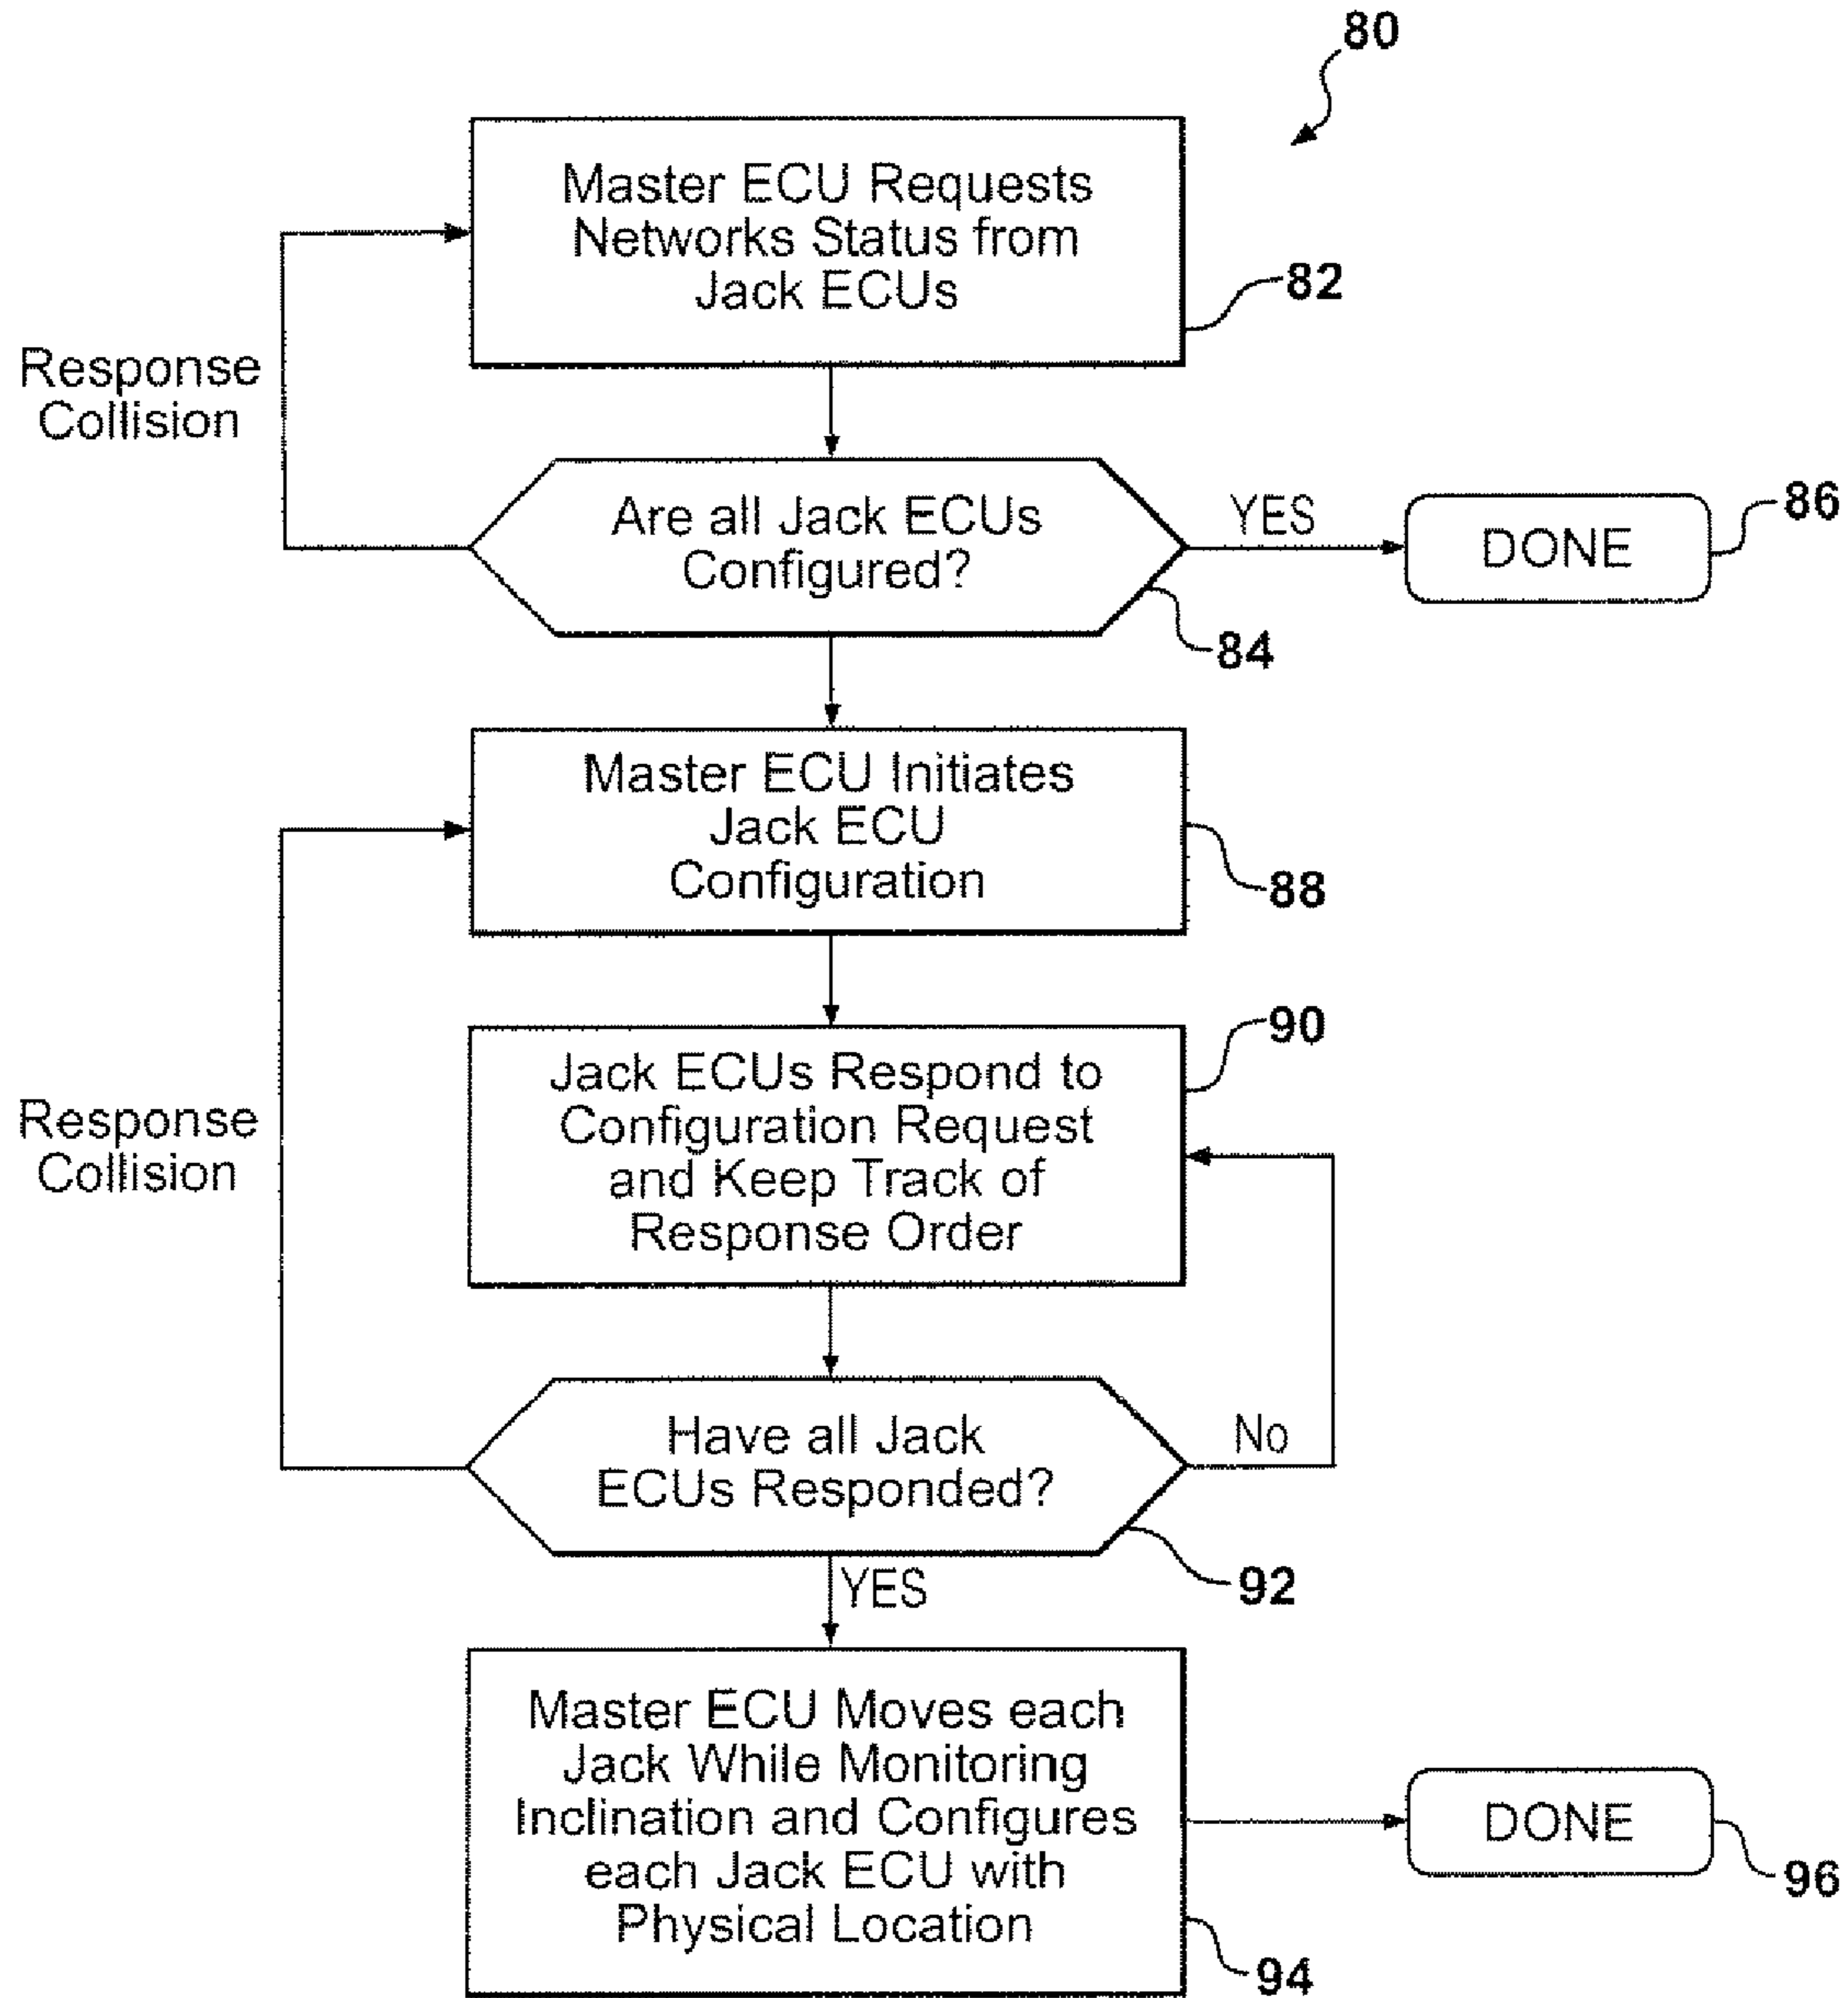 80
Master ECU Requests
Networks Status from
Jack ECUs
82
Response
Collision
Are all Jack ECUs
Configured?
YES
DONE
86
84
Master ECU Initiates
Jack ECU
Configuration
88
90
Jack ECUs Respond to
Configuration Request
and Keep Track of
Response Order
Response
Collision
Have all Jack
ECUs Responded?
No
92
YES
Master ECU Moves each
Jack While Monitoring
Inclination and Configures
each Jack ECU with
Physical Location
DONE
96
94